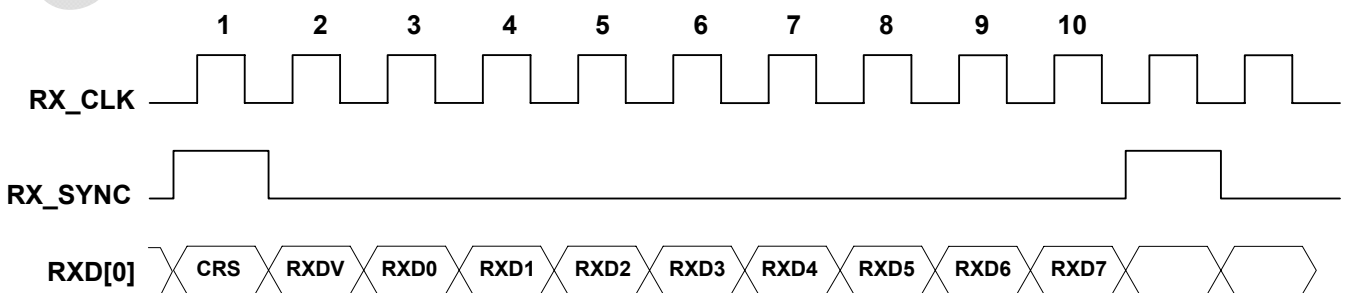 1 2 3 4 5 6 7 8 9 10
RX_CLK
RX_SYNC
RXD[0] CRS RXDV RXD0 RXD1 RXD2 RXD3 RXD4 RXD5 RXD6 RXD7